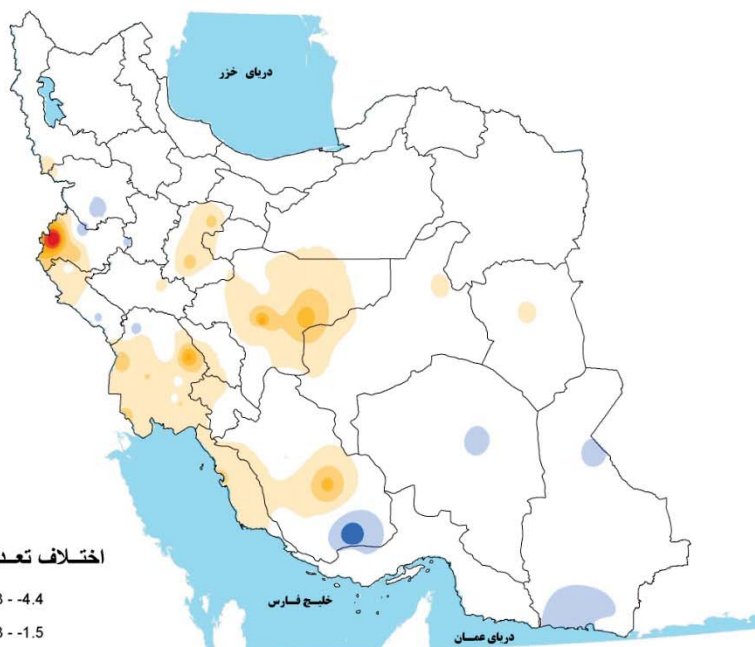 دریای خزر
اختلاف تعد
- -4.4
- -1.5
خلیج فارس
دریای عمان